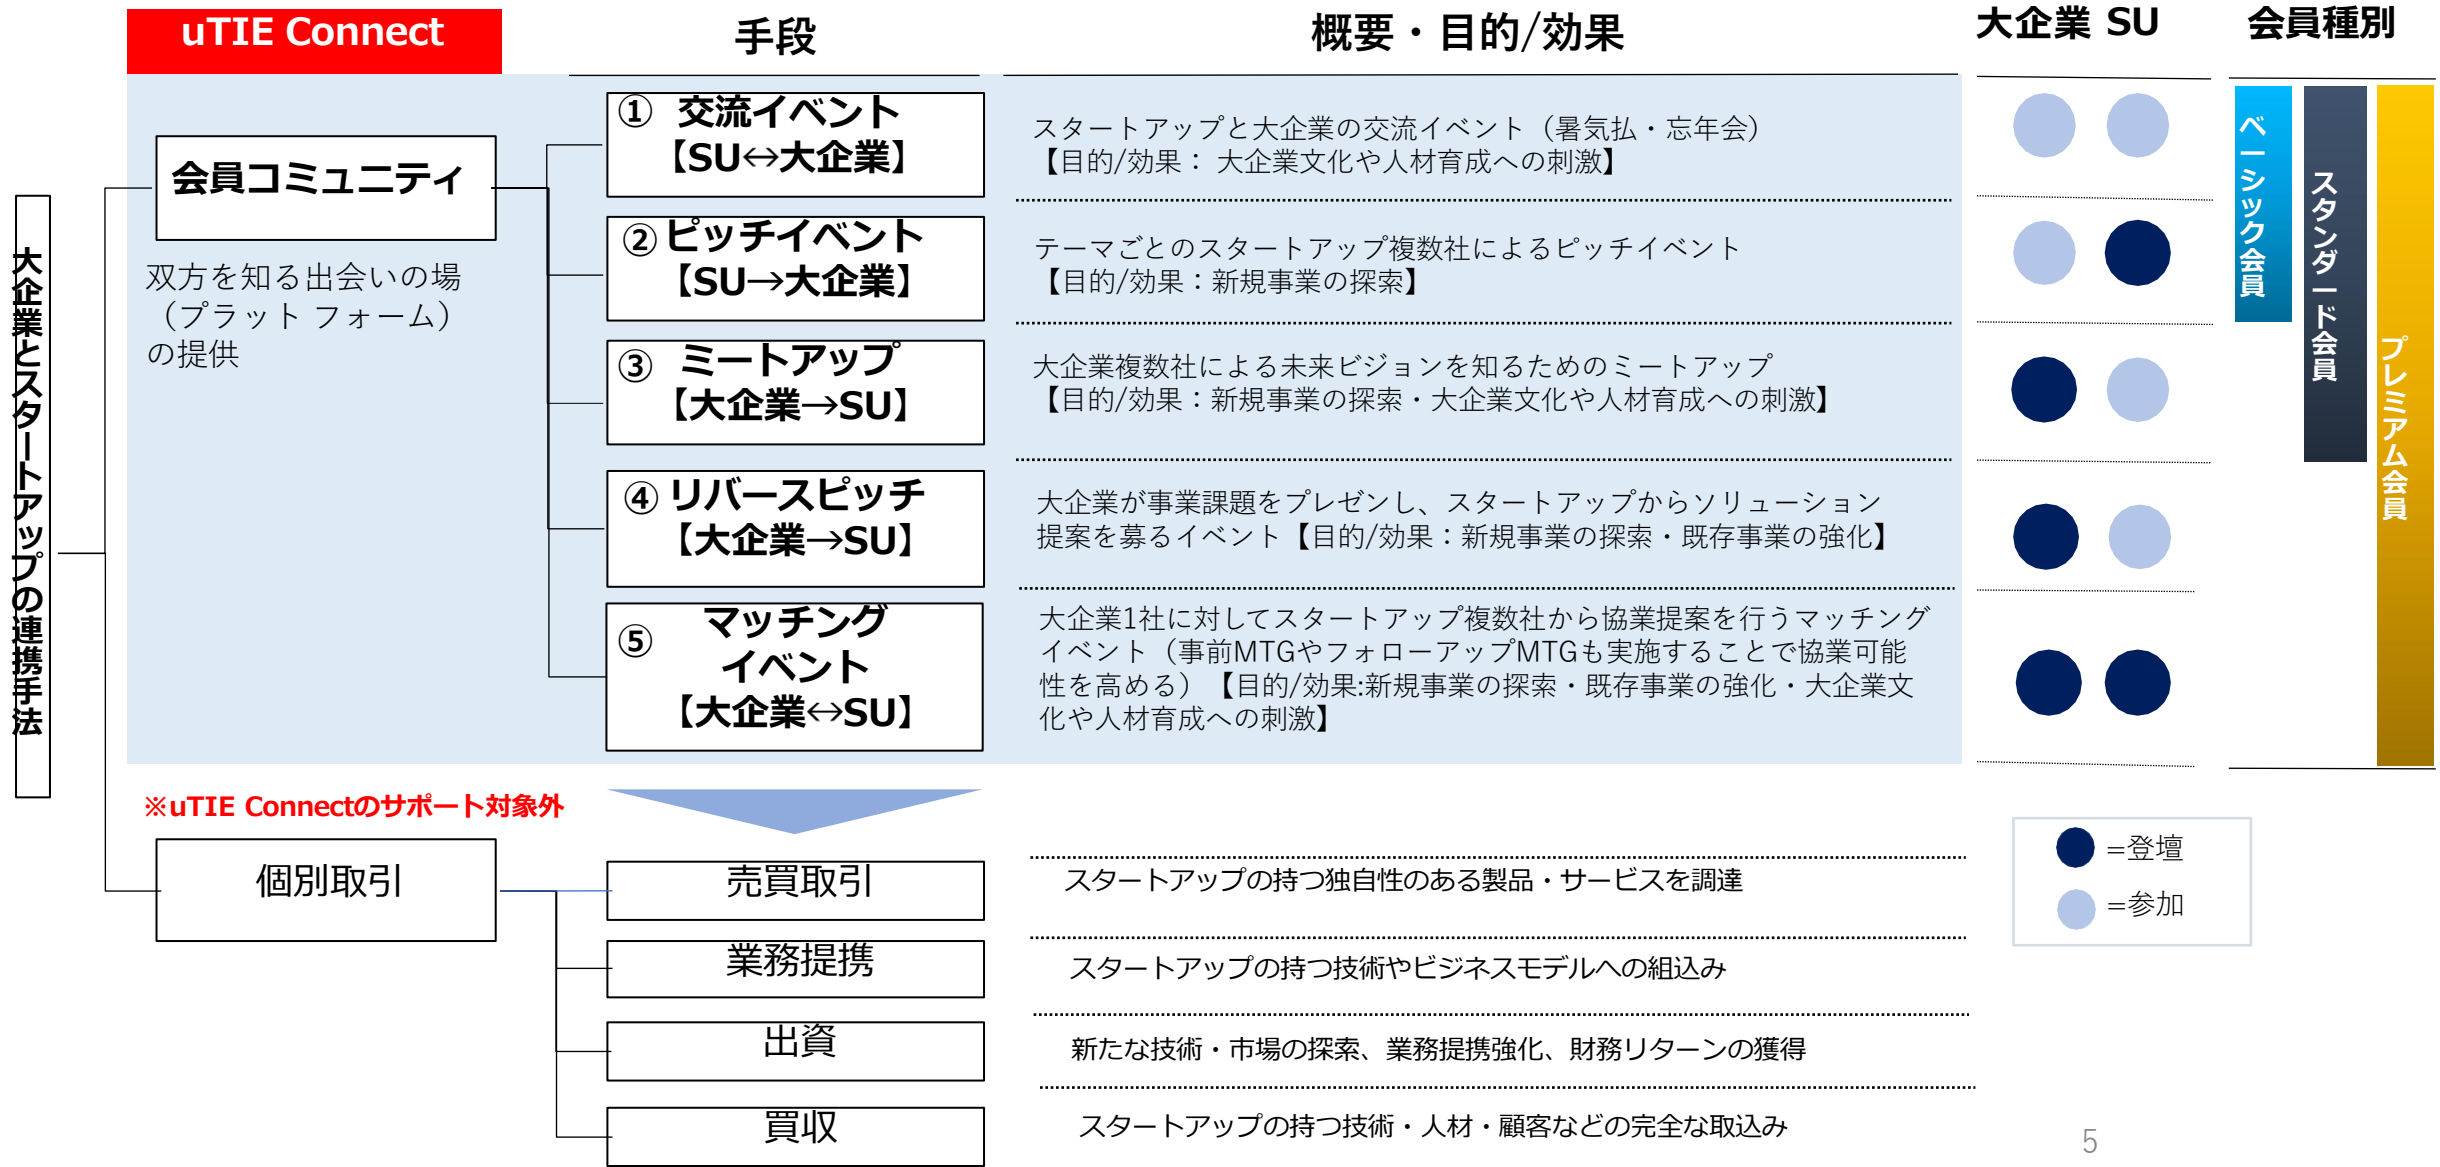 uTIE Connect
手段
概要・目的/効果
大企業 SU
会員種別
大企業とスタートアップの連携手法
会員コミュニティ
双方を知る出会いの場
（プラット フォーム）
の提供
① 交流イベント
【SU↔大企業】
スタートアップと大企業の交流イベント（暑気払・忘年会）
【目的/効果： 大企業文化や人材育成への刺激】
② ピッチイベント
【SU→大企業】
テーマごとのスタートアップ複数社によるピッチイベント
【目的/効果：新規事業の探索】
③ ミートアップ
【大企業→SU】
大企業複数社による未来ビジョンを知るためのミートアップ
【目的/効果：新規事業の探索・大企業文化や人材育成への刺激】
④ リバースピッチ
【大企業→SU】
大企業が事業課題をプレゼンし、スタートアップからソリューション
提案を募るイベント【目的/効果：新規事業の探索・既存事業の強化】
⑤ マッチング
イベント
【大企業↔SU】
大企業1社に対してスタートアップ複数社から協業提案を行うマッチング
イベント（事前MTGやフォローアップMTGも実施することで協業可能
性を高める）【目的/効果:新規事業の探索・既存事業の強化・大企業文
化や人材育成への刺激】
ベーシック会員
スタンダード会員
プレミアム会員
※uTIE Connectのサポート対象外
個別取引
売買取引
スタートアップの持つ独自性のある製品・サービスを調達
業務提携
スタートアップの持つ技術やビジネスモデルへの組込み
出資
新たな技術・市場の探索、業務提携強化、財務リターンの獲得
買収
スタートアップの持つ技術・人材・顧客などの完全な取込み
=登壇
=参加
5